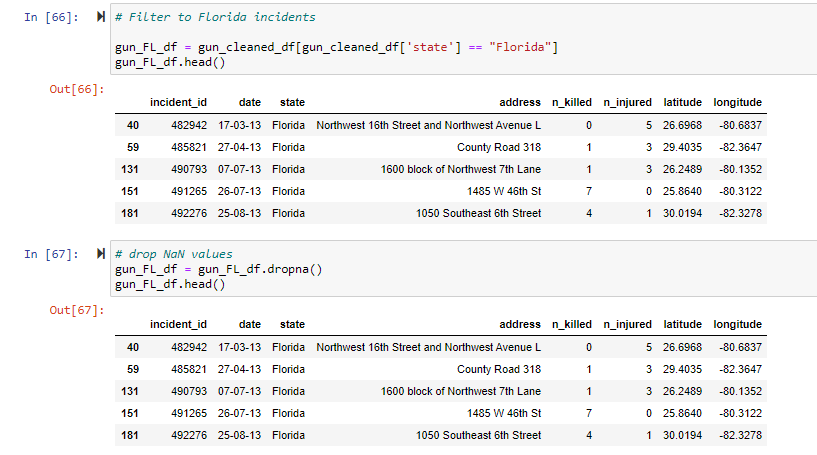 In [66]: # Filter to Florida incidents
gun_FL_df = gun_cleaned_df[gun_cleaned_df['state'] == "Florida"]
gun_FL_df.head()
Out[66]:
incident_id date state address n_killed n_injured latitude longitude
40 482942 17-03-13 Florida Northwest 16th Street and Northwest Avenue L 0 5 26.6968 -80.6837
59 485821 27-04-13 Florida County Road 318 1 3 29.4035 -82.3647
131 490793 07-07-13 Florida 1600 block of Northwest 7th Lane 1 3 26.2489 -80.1352
151 491265 26-07-13 Florida 1485 W 46th St 7 0 25.8640 -80.3122
181 492276 25-08-13 Florida 1050 Southeast 6th Street 4 1 30.0194 -82.3278
In [67]: # drop NaN values
gun_FL_df = gun_FL_df.dropna()
gun_FL_df.head()
Out[67]:
incident_id date state address n_killed n_injured latitude longitude
40 482942 17-03-13 Florida Northwest 16th Street and Northwest Avenue L 0 5 26.6968 -80.6837
59 485821 27-04-13 Florida County Road 318 1 3 29.4035 -82.3647
131 490793 07-07-13 Florida 1600 block of Northwest 7th Lane 1 3 26.2489 -80.1352
151 491265 26-07-13 Florida 1485 W 46th St 7 0 25.8640 -80.3122
181 492276 25-08-13 Florida 1050 Southeast 6th Street 4 1 30.0194 -82.3278